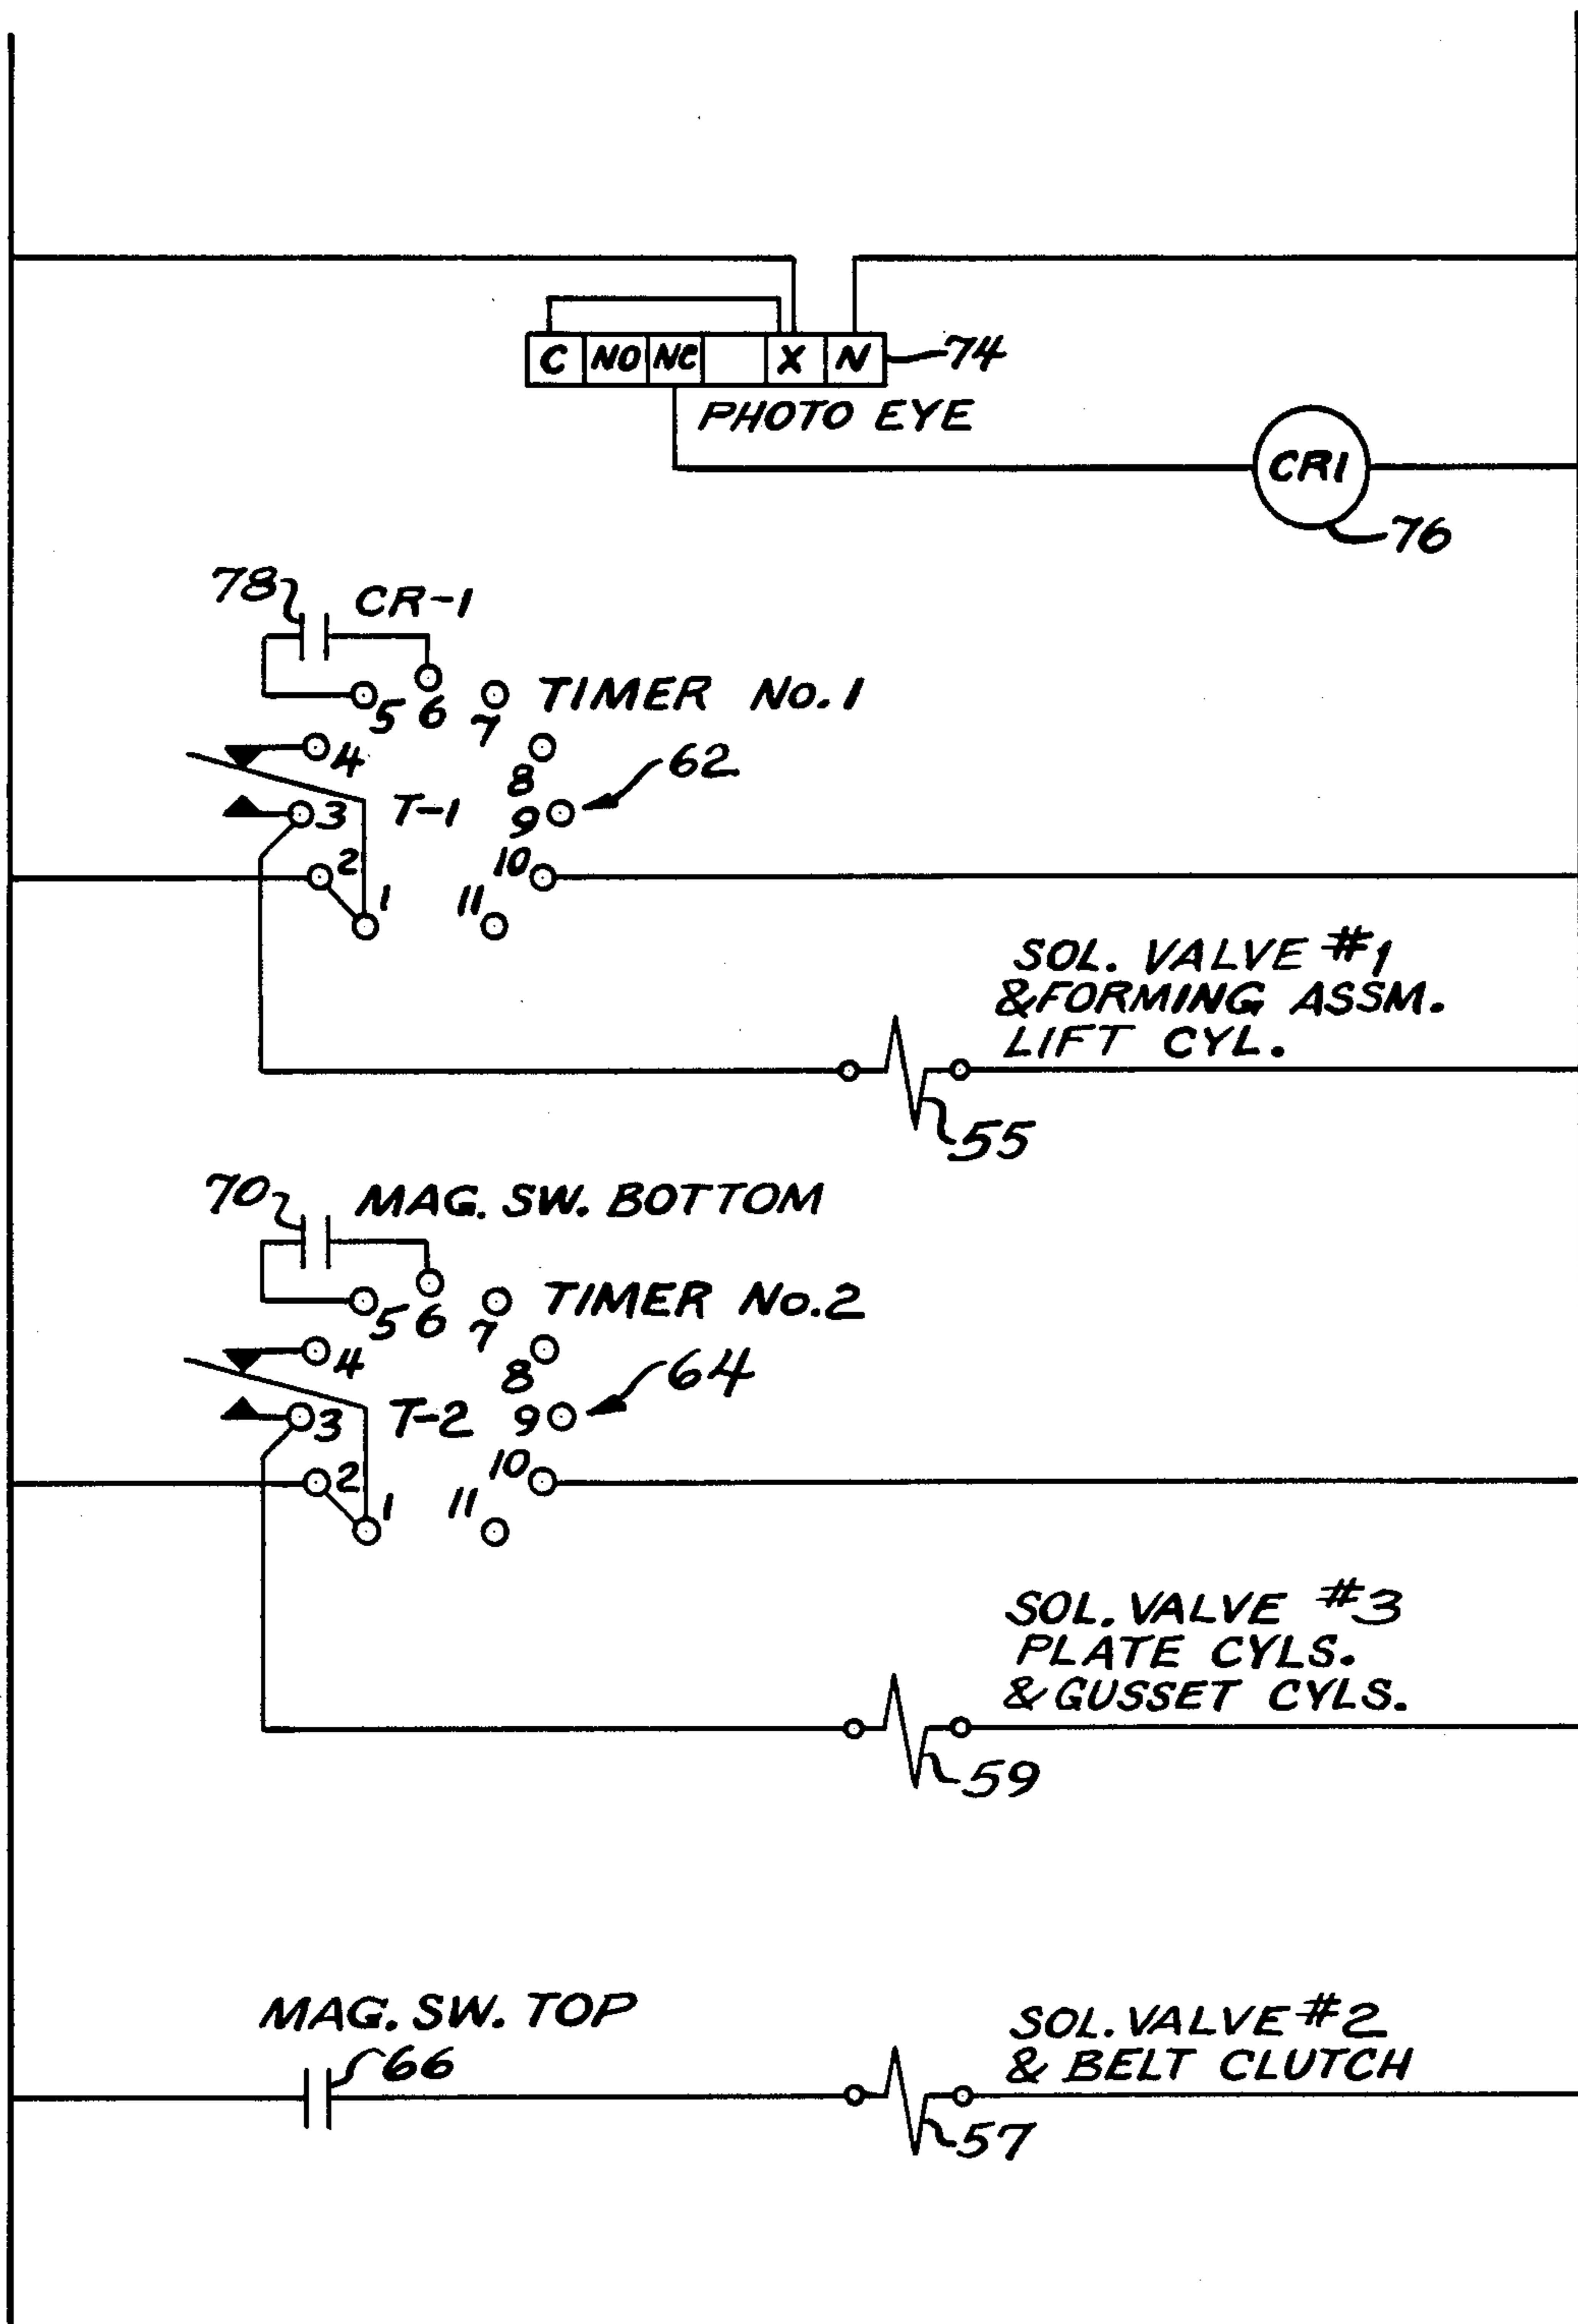 C NO NC X N 74
PHOTO EYE
CR1
76
78 CR-1
5 6 7 TIMER No. 1
4 8 62
3 T-1 9
2 10
1 11
SOL. VALVE #1
& FORMING ASSM.
LIFT CYL.
55
70 MAG. SW. BOTTOM
5 6 7 TIMER No. 2
4 8 64
3 T-2 9
2 10
1 11
SOL. VALVE #3
PLATE CYLS.
& GUSSET CYLS.
59
MAG. SW. TOP
66
SOL. VALVE #2
& BELT CLUTCH
57